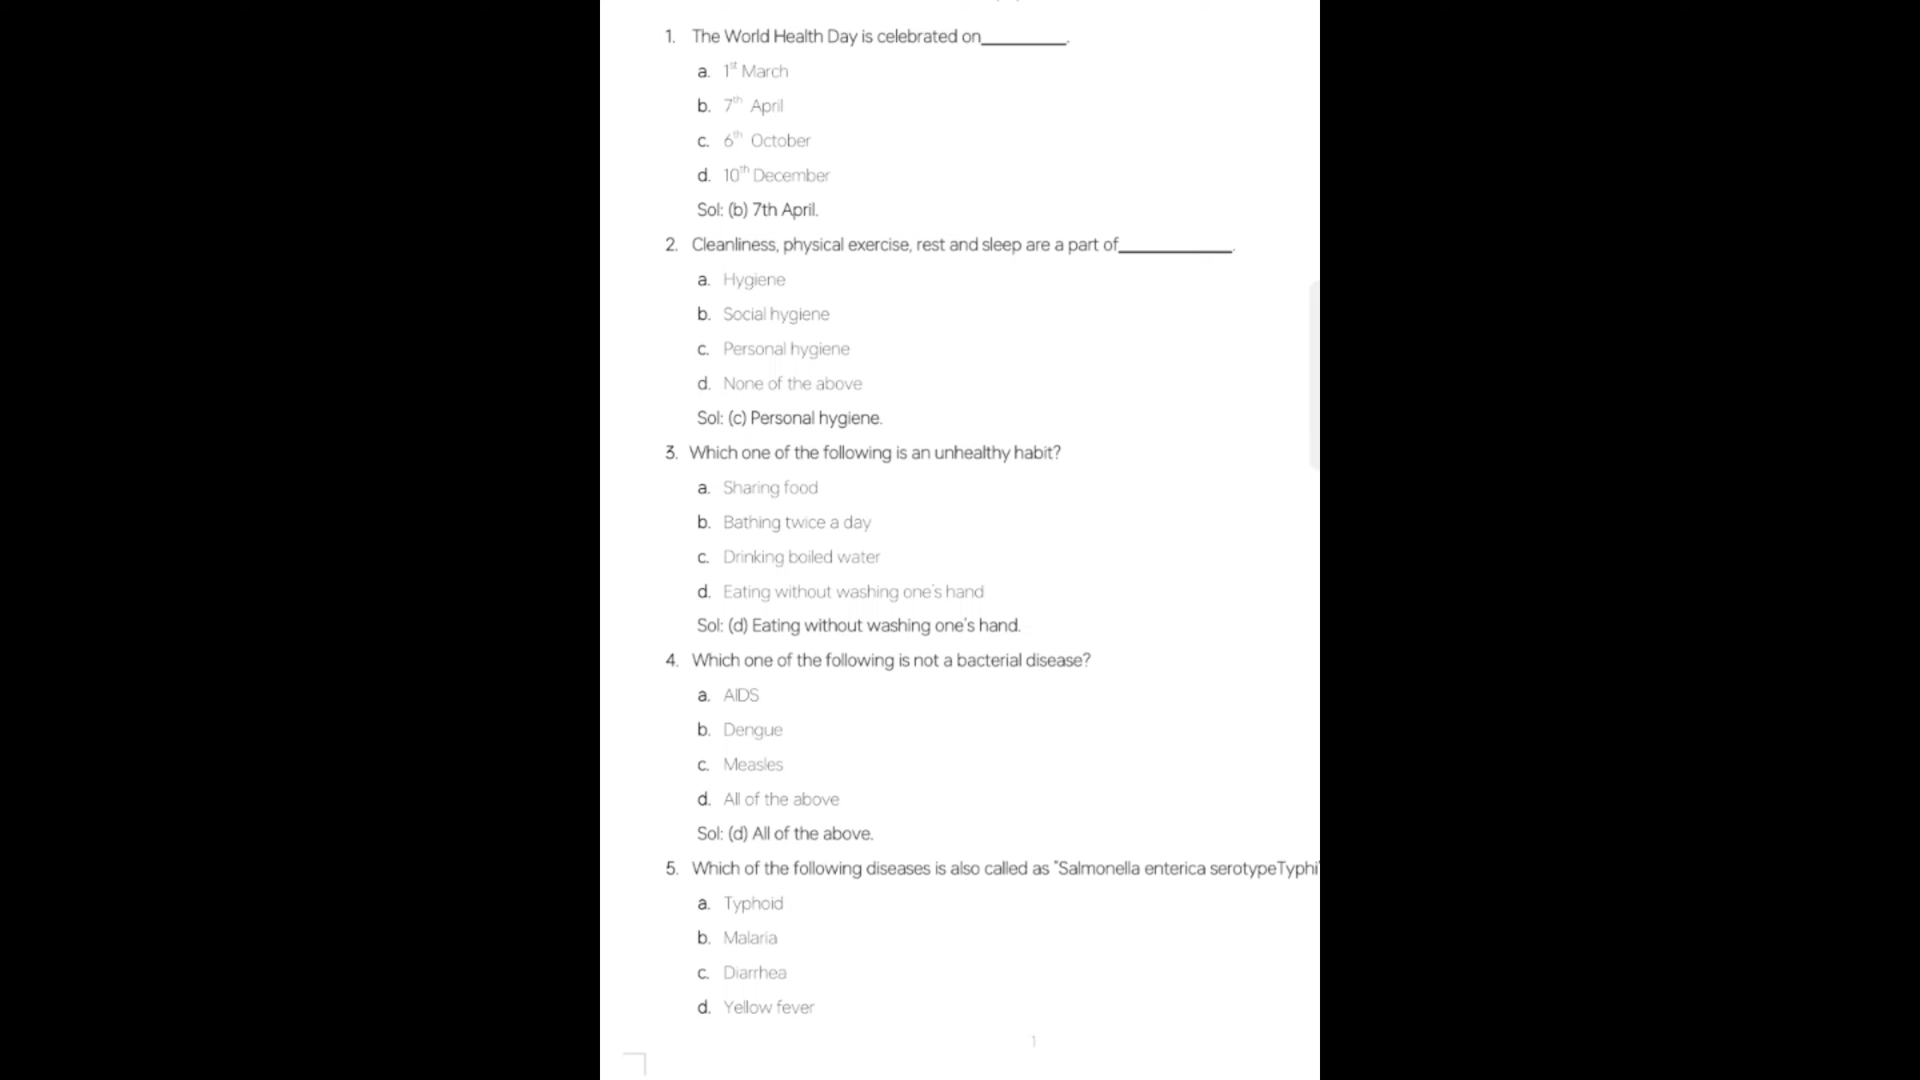 1. The World Health Day is celebrated on__________.
a. 1st March
b. 7th April
c. 6th October
d. 10th December
Sol: (b) 7th April.
2. Cleanliness, physical exercise, rest and sleep are a part of_____________.
a. Hygiene
b. Social hygiene
c. Personal hygiene
d. None of the above
Sol: (c) Personal hygiene.
3. Which one of the following is an unhealthy habit?
a. Sharing food
b. Bathing twice a day
c. Drinking boiled water
d. Eating without washing one's hand
Sol: (d) Eating without washing one's hand.
4. Which one of the following is not a bacterial disease?
a. AIDS
b. Dengue
c. Measles
d. All of the above
Sol: (d) All of the above.
5. Which of the following diseases is also called as "Salmonella enterica serotypeTyphi"
a. Typhoid
b. Malaria
c. Diarrhea
d. Yellow fever
1